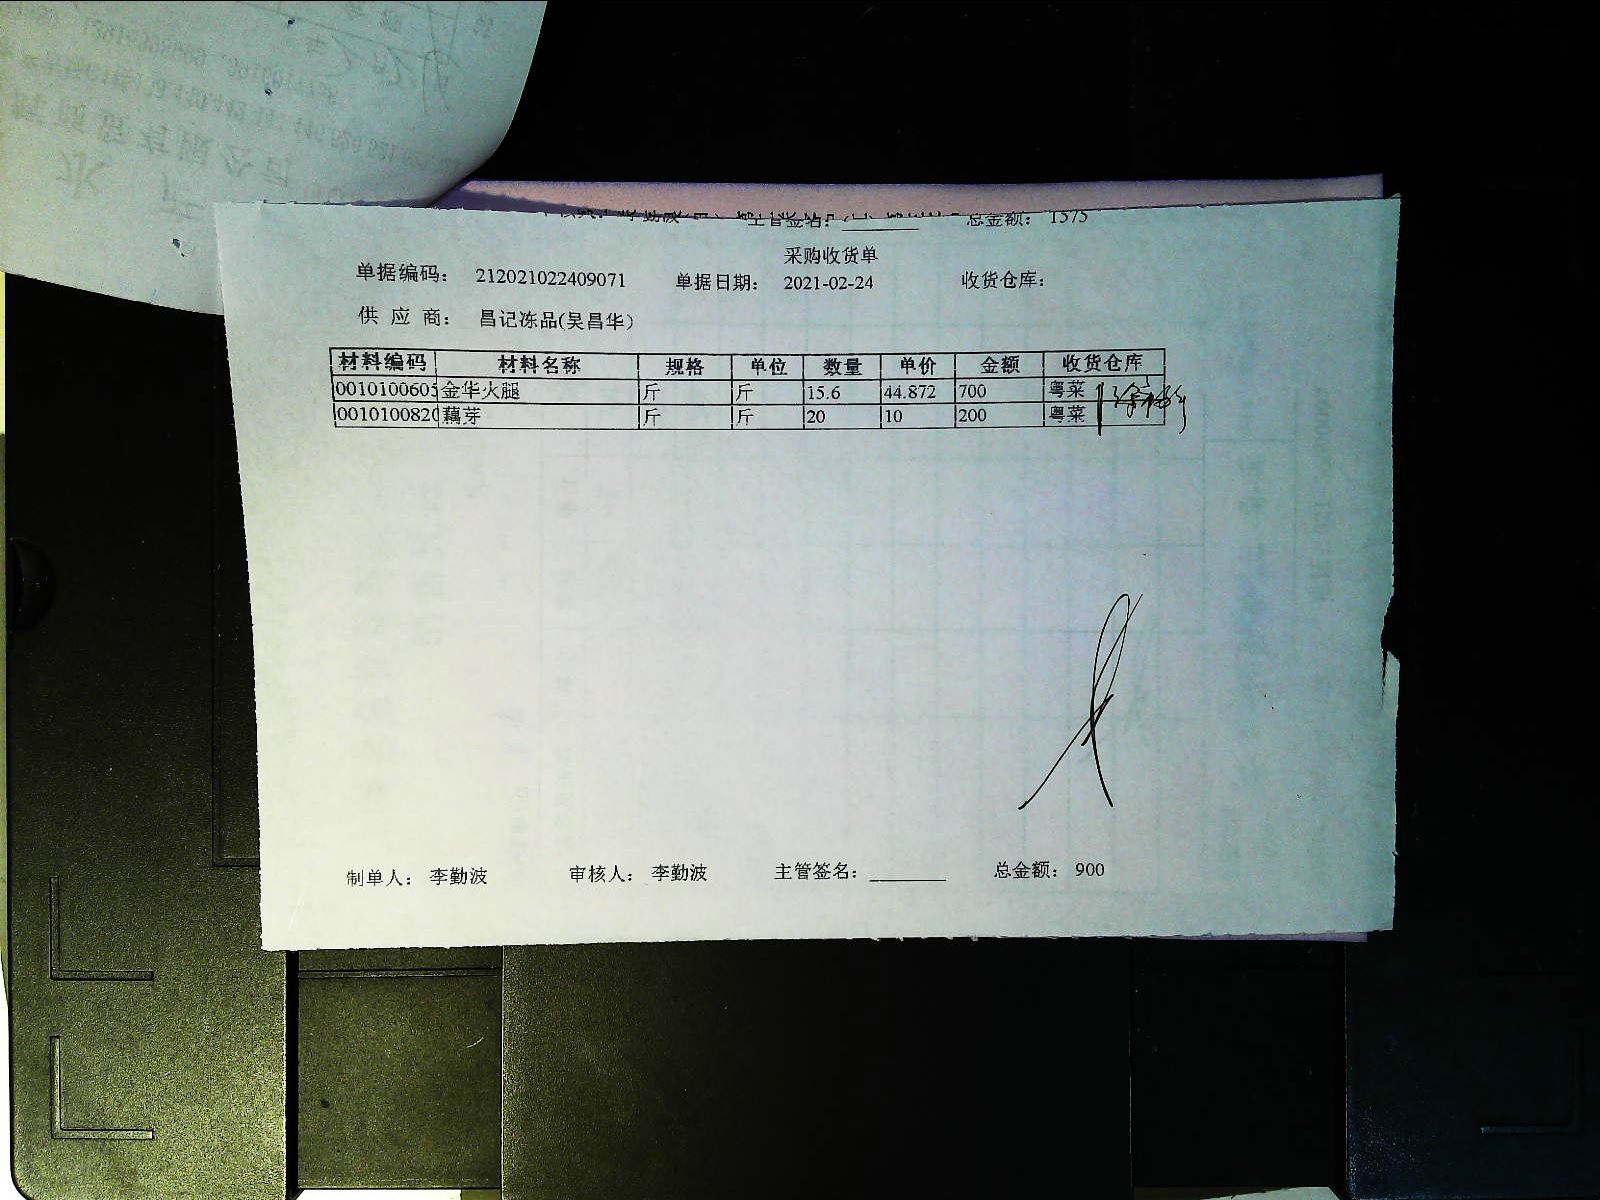 总金额： 1575
采购收货单
单据编码： 212021022409071 单据日期： 2021-02-24 收货仓库：
供 应 商： 昌记冻品(吴昌华）
材料编码 材料名称 规格 单位 数量 单价 金额 收货仓库
0010100605 金华火腿 斤 斤 15.6 44.872 700 粤菜
0010100820 藕芽 斤 斤 20 10 200 粤菜
制单人： 李勤波 审核人： 李勤波 主管签名： 总金额： 900